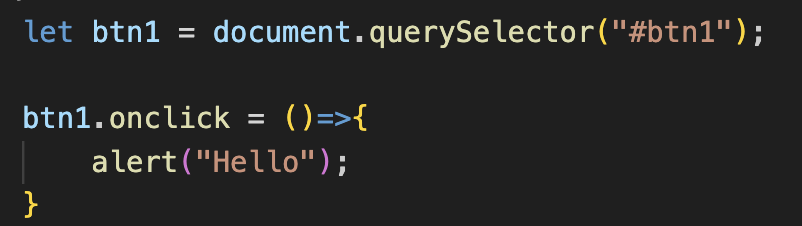 let btn1 = document.querySelector("#btn1");
btn1.onclick = ()=>{
    alert("Hello");
}